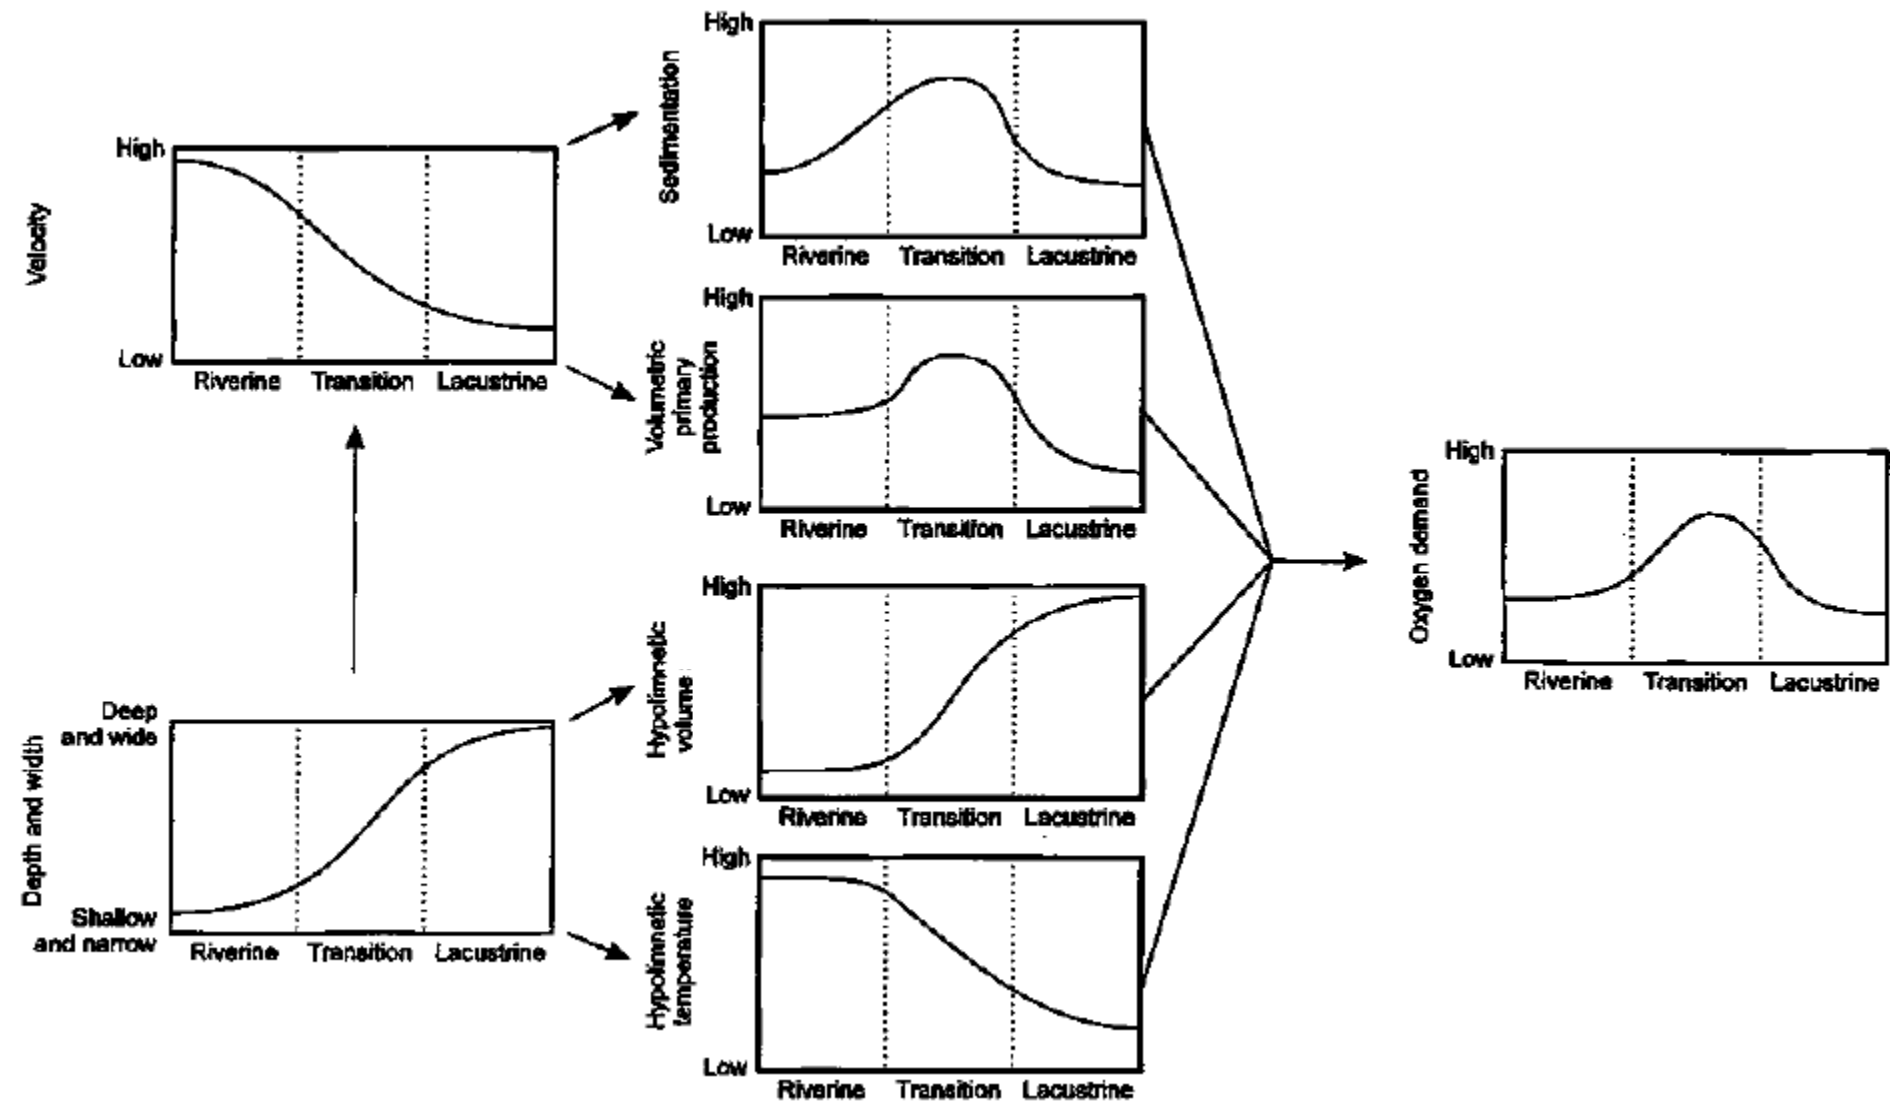 High
Velocity
Low
Riverine Transition Lacustrine
Deep
and wide
Depth and width
Shallow
and narrow
Riverine Transition Lacustrine
High
Sedimentation
Low
Riverine Transition Lacustrine
High
Volumetric
primary
production
Low
Riverine Transition Lacustrine
High
Hypolimnetic
volume
Low
Riverine Transition Lacustrine
High
Hypolimnetic
temperature
Low
Riverine Transition Lacustrine
High
Oxygen demand
Low
Riverine Transition Lacustrine